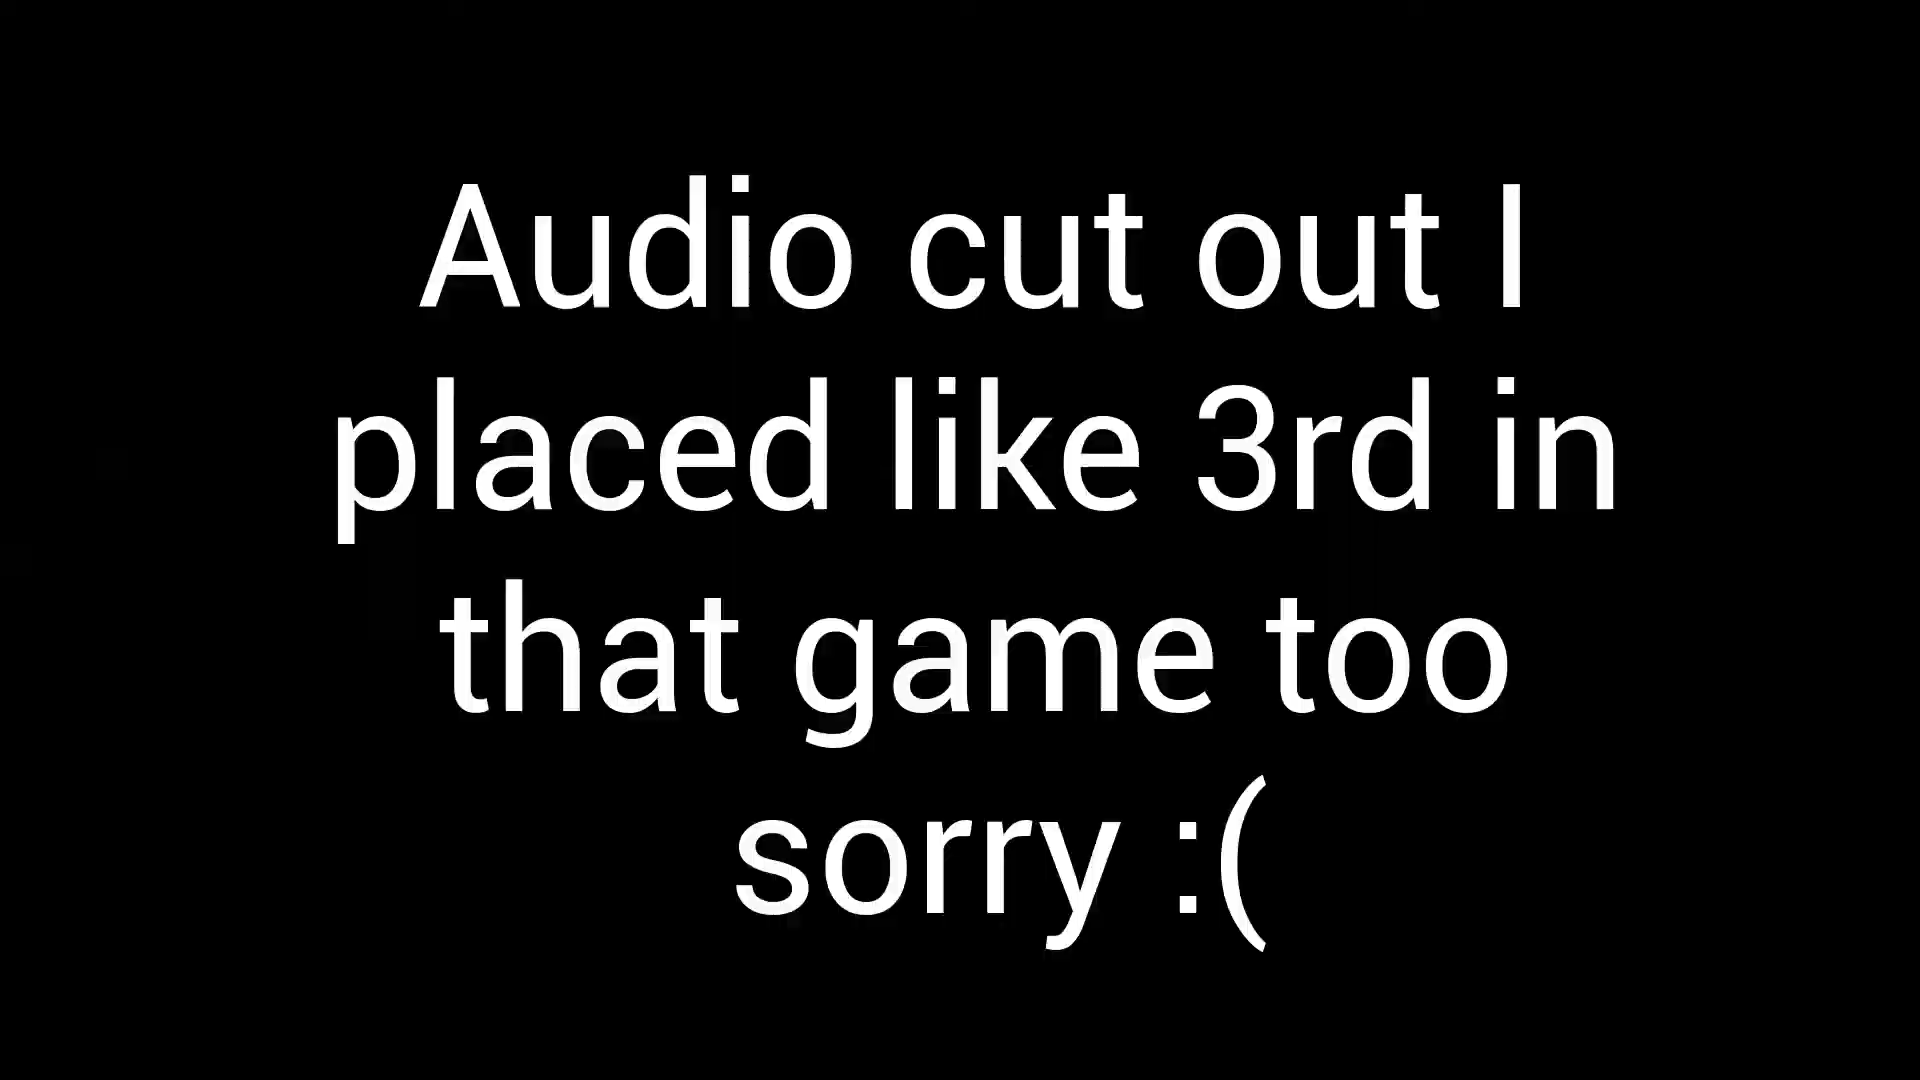 Audio cut out I
placed like 3rd in
that game too
sorry :(